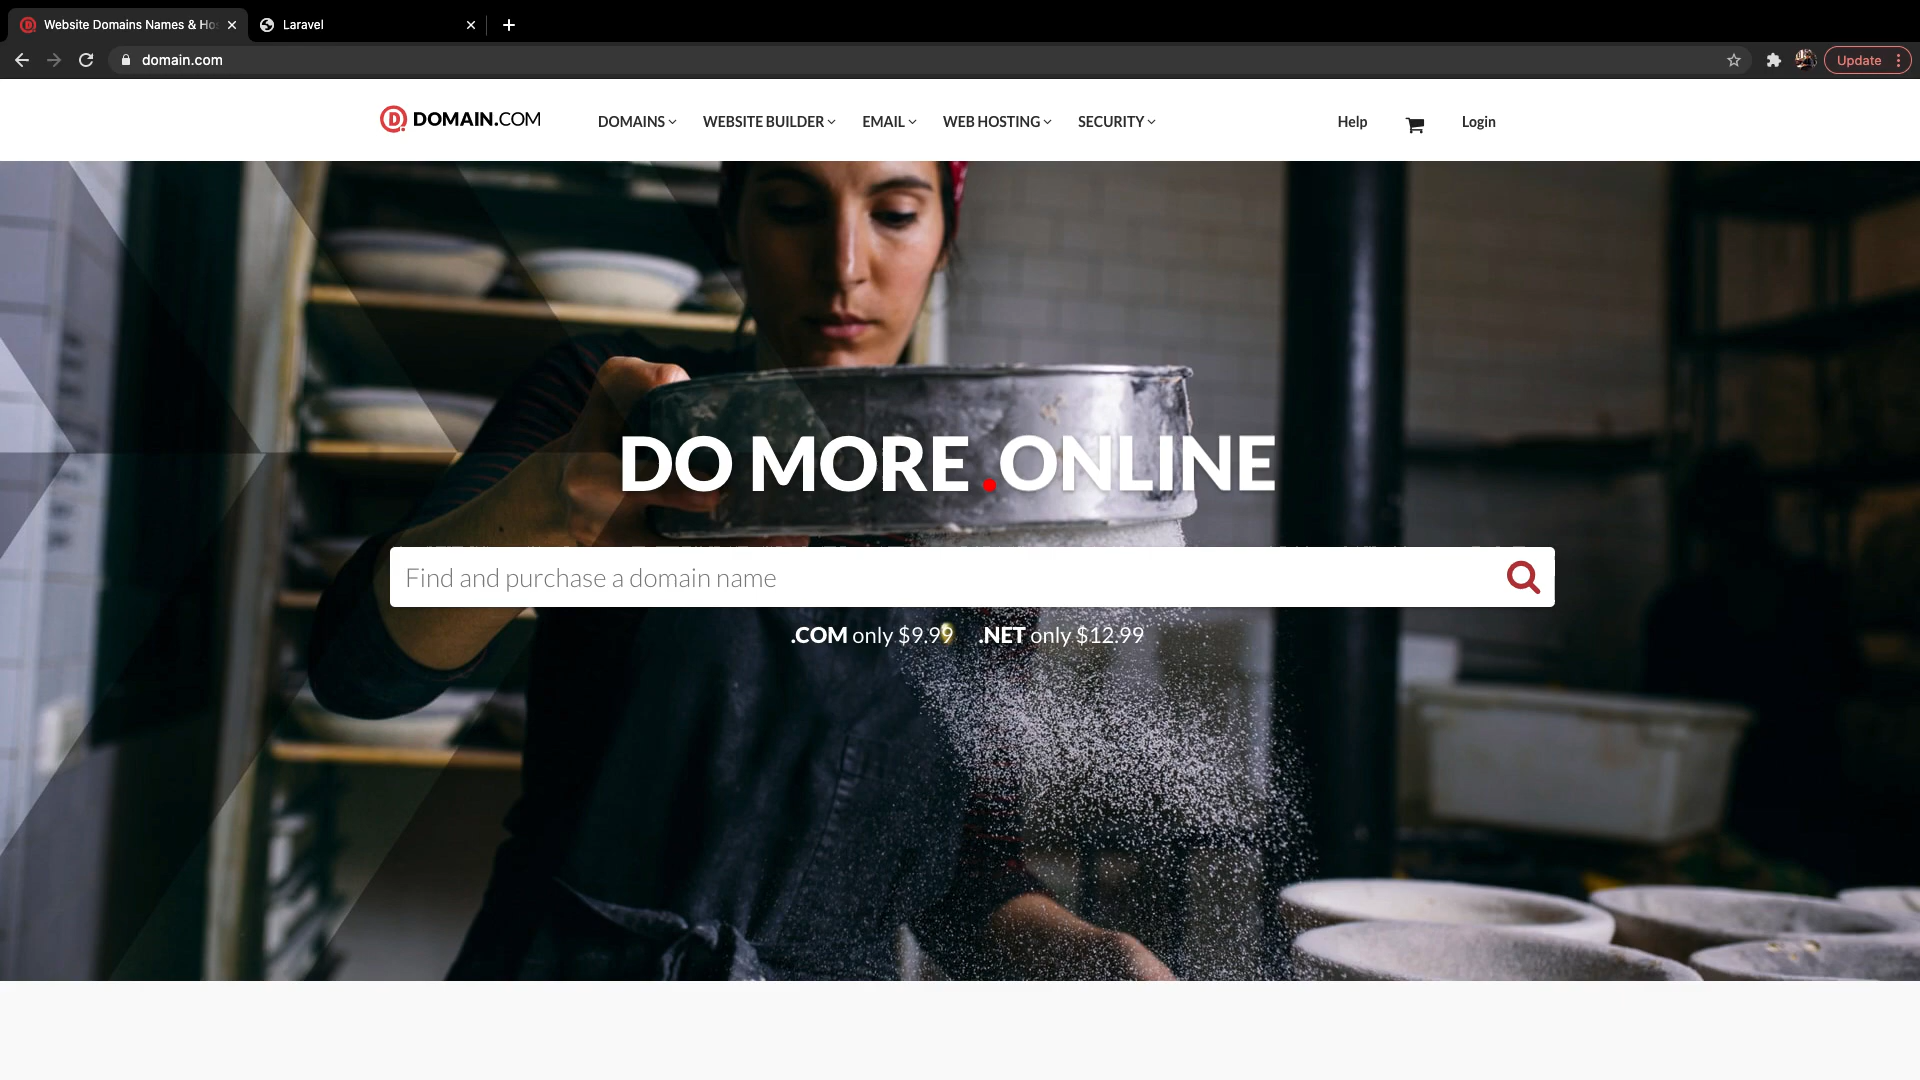 Website Domains Names & Ho
Laravel
domain.com
Update
DOMAIN.COM
DOMAINS
WEBSITE BUILDER
EMAIL
WEB HOSTING
SECURITY
Help
Login
DO MORE .ONLINE
Find and purchase a domain name
.COM only $9.99 .NET only $12.99